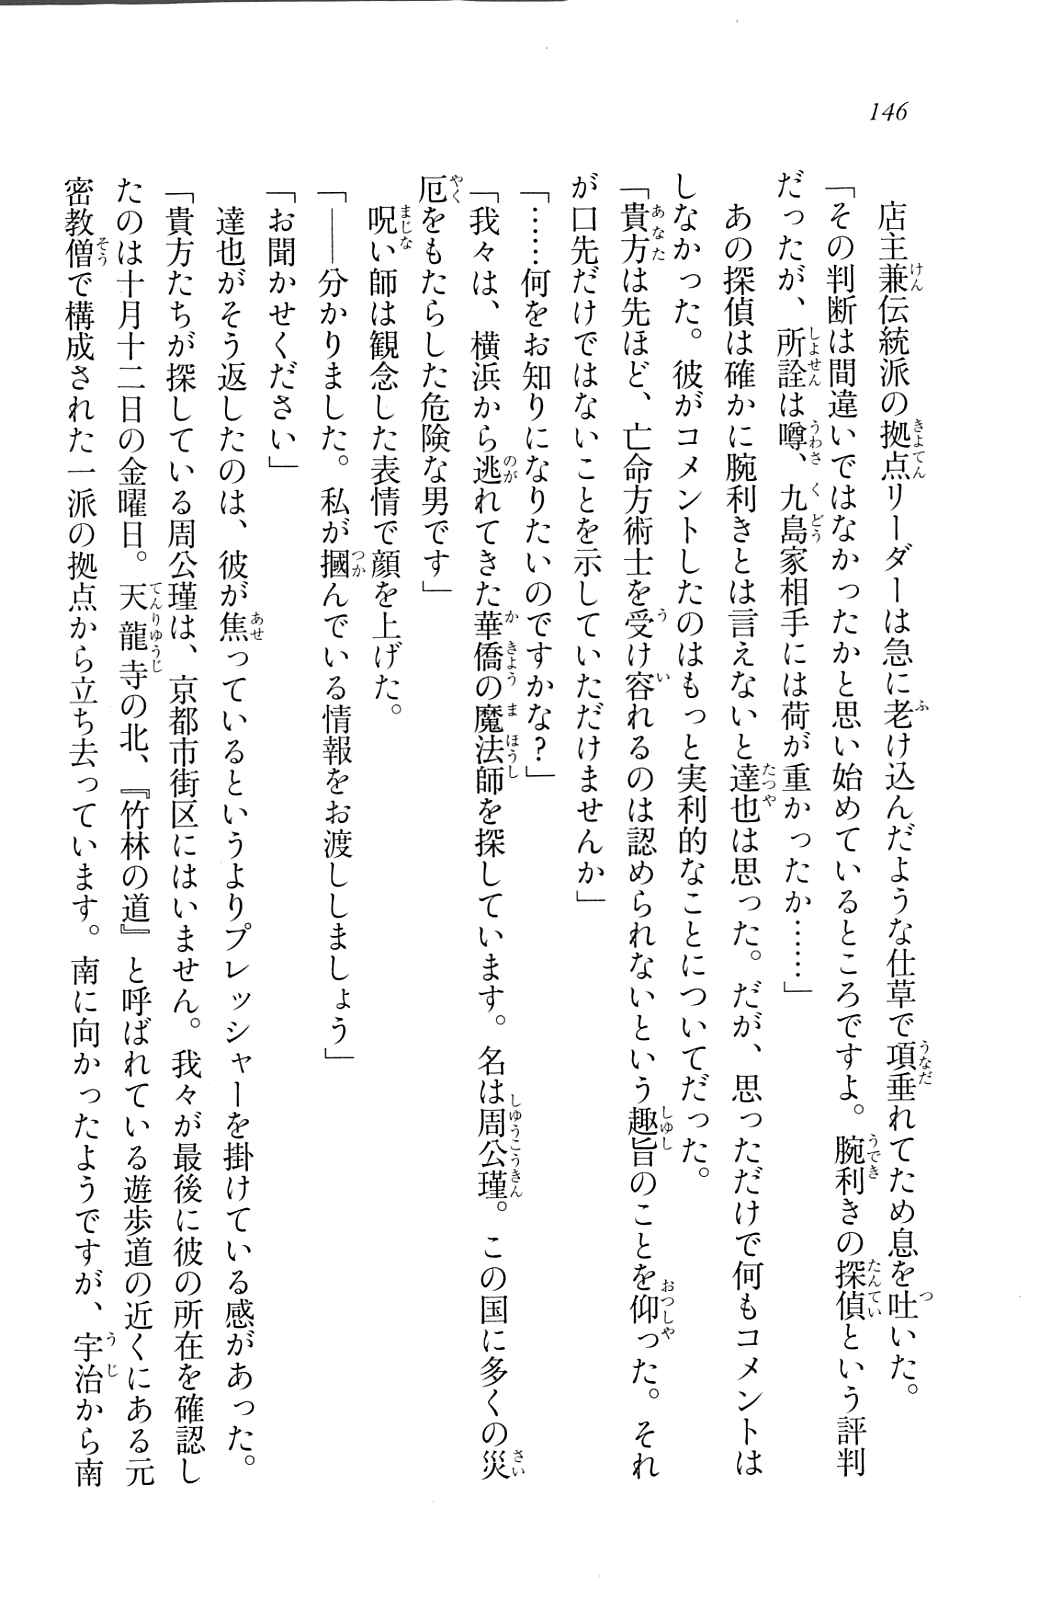 146
店主兼伝統派の拠点リーダーは急に老け込んだような仕草で項垂れてため息を吐いた。
「その判断は間違いではなかったかと思い始めているところですよ。腕利きの探偵という評判
だったが、所詮は噂、九島家相手には荷が重かったか……」
あの探偵は確かに腕利きとは言えないと達也は思った。だが、思っただけで何もコメントは
しなかった。彼がコメントしたのはもっと実利的なことについてだった。
「貴方は先ほど、亡命方術士を受け容れるのは認められないという趣旨のことを仰った。それ
が口先だけではないことを示していただけませんか」
「……何をお知りになりたいのですかな？」
「我々は、横浜から逃れてきた華僑の魔法師を探しています。名は周公瑾。この国に多くの災
厄をもたらした危険な男です」
呪い師は観念した表情で顔を上げた。
「――分かりました。私が摑んでいる情報をお渡ししましょう」
「お聞かせください」
達也がそう返したのは、彼が焦っているというよりプレッシャーを掛けている感があった。
「貴方たちが探している周公瑾は、京都市街区にはいません。我々が最後に彼の所在を確認し
たのは十月十二日の金曜日。天龍寺の北、『竹林の道』と呼ばれている遊歩道の近くにある元
密教僧で構成された一派の拠点から立ち去っています。南に向かったようですが、宇治から南